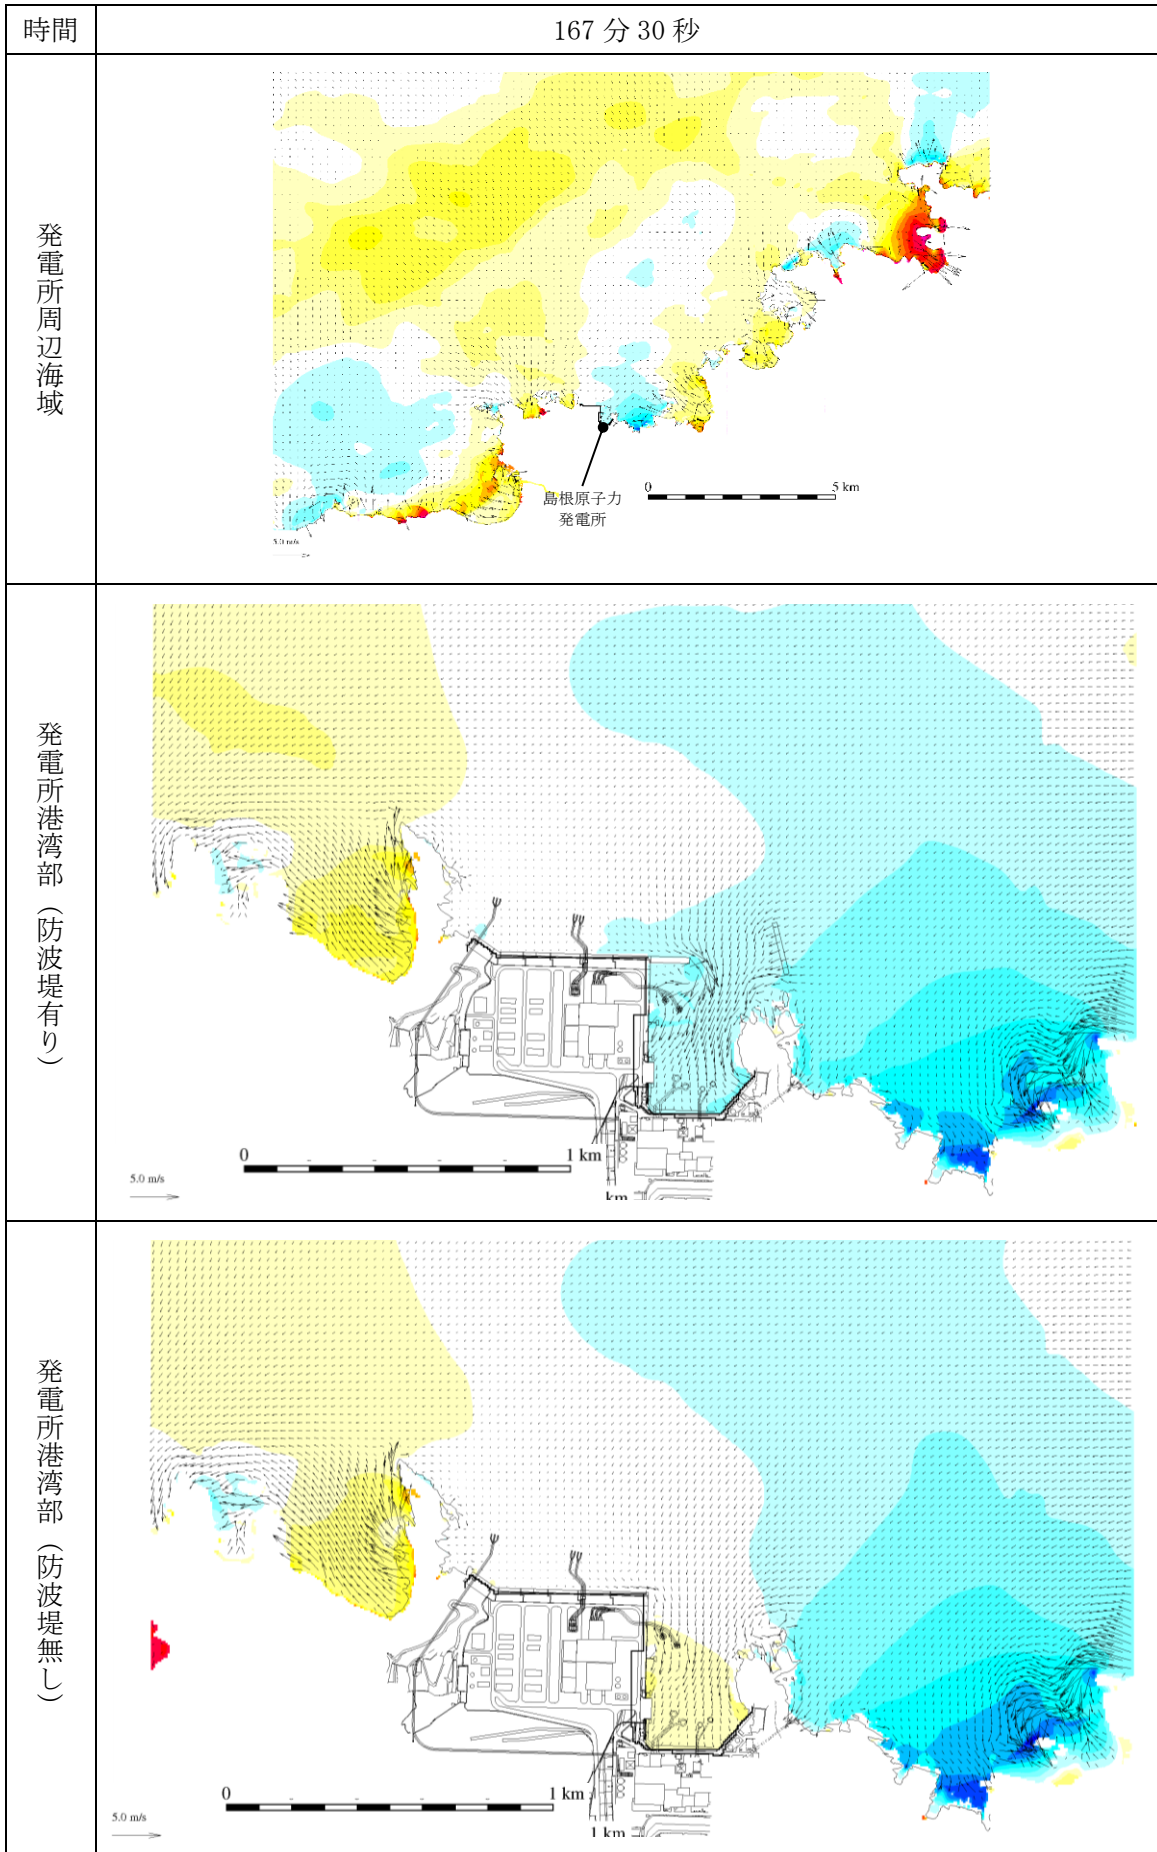 時間
167 分 30 秒
発電所周辺海域
島根原子力
発電所
0
5 km
5.0 m/s
発電所港湾部（防波堤有り）
0
1 km
km
5.0 m/s
発電所港湾部（防波堤無し）
0
1 km
1 km
5.0 m/s